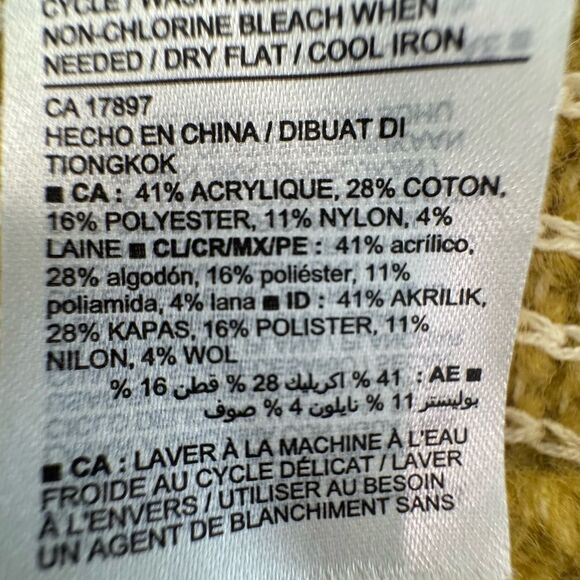 CYCLE / WASH
NON-CHLORINE BLEACH WHEN
NEEDED / DRY FLAT / COOL IRON
CA 17897
HECHO EN CHINA / DIBUAT DI
TIONGKOK
■ CA : 41% ACRYLIQUE, 28% COTON,
16% POLYESTER, 11% NYLON, 4%
LAINE ■ CL/CR/MX/PE : 41% acrílico,
28% algodón, 16% poliéster, 11%
poliamida, 4% lana ■ ID : 41% AKRILIK,
28% KAPAS, 16% POLISTER, 11%
NILON, 4% WOL
■ AE : 41 % اكريليك 28 % قطن 16 %
بوليستر 11 % نايلون 4 % صوف
■ CA : LAVER À LA MACHINE À L'EAU
FROIDE AU CYCLE DÉLICAT / LAVER
À L'ENVERS / UTILISER AU BESOIN
UN AGENT DE BLANCHIMENT SANS